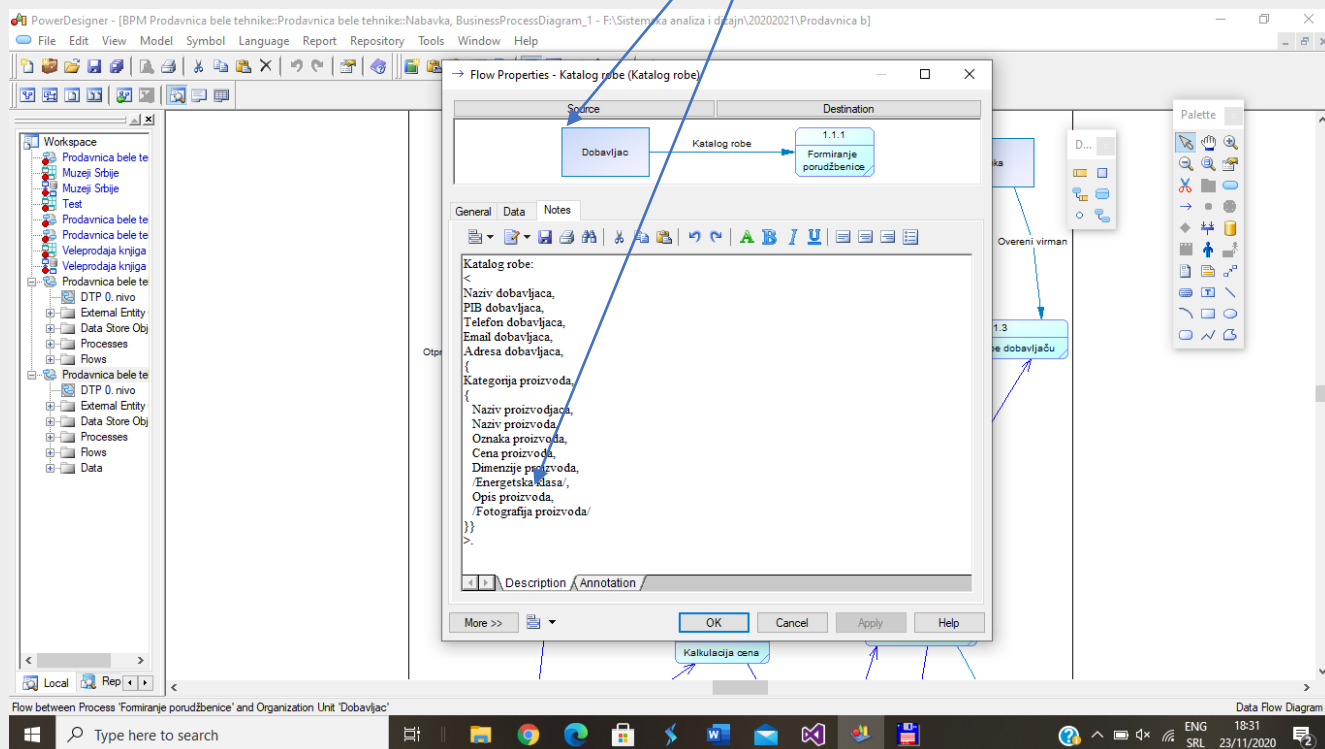 PowerDesigner - [BPM Prodavnica bele tehnike::Prodavnica bele tehnike::Nabavka, BusinessProcessDiagram_1 - F:\Sistemska analiza i dizajn\20202021\Prodavnica b]
File Edit View Model Symbol Language Report Repository Tools Window Help
Flow Properties - Katalog robe (Katalog robe)
Source Destination
Dobavljac
Katalog robe
1.1.1
Formiranje
porudžbenice
General Data Notes
Katalog robe:
<
Naziv dobavljaca,
PIB dobavljaca,
Telefon dobavljaca,
Email dobavljaca,
Adresa dobavljaca,
{
Kategorija proizvoda,
{
Naziv proizvodjaca,
Naziv proizvoda,
Oznaka proizvoda,
Cena proizvoda,
Dimenzije proizvoda,
/Energetska klasa/,
Opis proizvoda,
/Fotografija proizvoda/
}}
>.
Description Annotation
More >> OK Cancel Apply Help
Workspace
Prodavnica bele te
Muzeji Srbije
Muzeji Srbije
Test
Prodavnica bele te
Prodavnica bele te
Veleprodaja knjiga
Veleprodaja knjiga
Prodavnica bele te
DTP 0. nivo
External Entity
Data Store Obj
Processes
Flows
Prodavnica bele tel
DTP 0. nivo
External Entity
Data Store Obj
Processes
Flows
Data
Local Rep
Otpr
ka
D...
Overeni virman
1.3
e dobavljaču
Palette
Kalkulacija cena
Flow between Process 'Formiranje porudžbenice' and Organization Unit 'Dobavljac'
Data Flow Diagram
Type here to search
ENG
SRL
18:31
23/11/2020
2